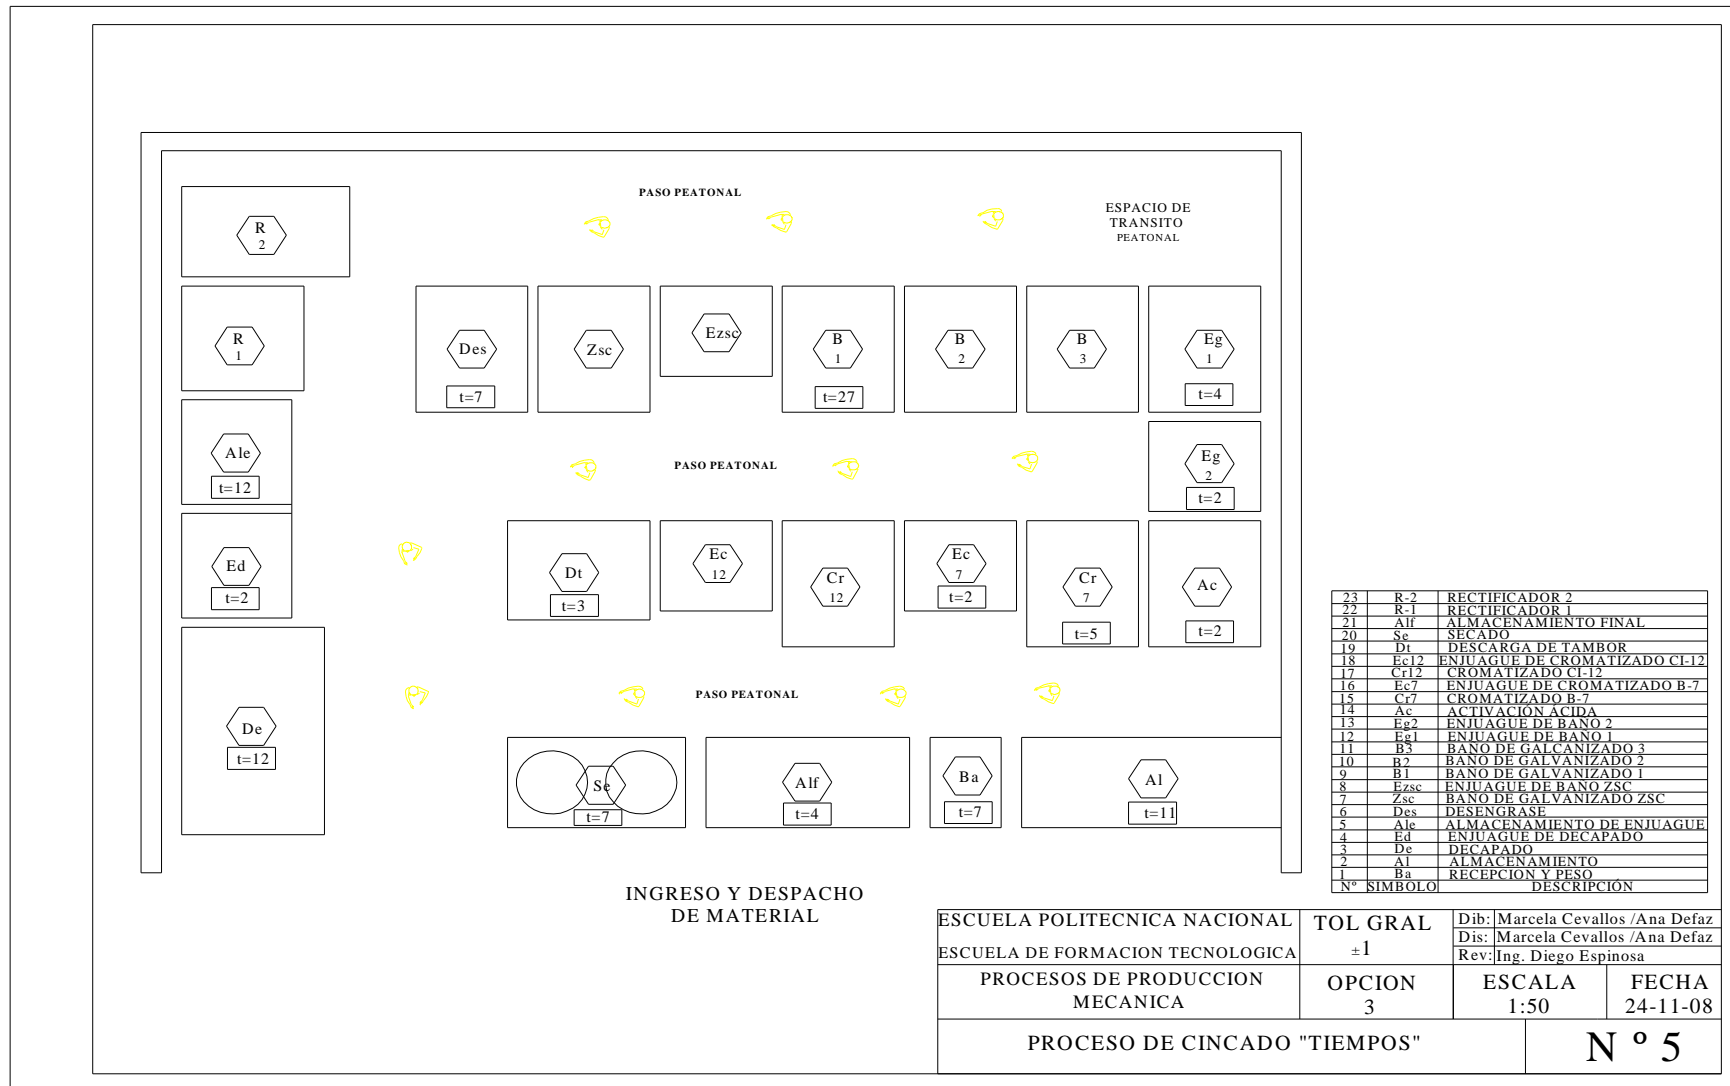 PASO PEATONAL
ESPACIO DE
TRANSITO
PEATONAL
R
2
R
1
Des
t=7
Zsc
Ezsc
B
1
t=27
B
2
B
3
Eg
1
t=4
Ale
t=12
PASO PEATONAL
Eg
2
t=2
Ed
t=2
Dt
t=3
Ec
12
Cr
12
Ec
7
t=2
Cr
7
t=5
Ac
t=2
De
t=12
PASO PEATONAL
Se
t=7
Alf
t=4
Ba
t=7
Al
t=11
INGRESO Y DESPACHO
DE MATERIAL
23 R-2 RECTIFICADOR 2
22 R-1 RECTIFICADOR 1
21 Alf ALMACENAMIENTO FINAL
20 Se SECADO
19 Dt DESCARGA DE TAMBOR
18 Ec12 ENJUAGUE DE CROMATIZADO CI-12
17 Cr12 CROMATIZADO CI-12
16 Ec7 ENJUAGUE DE CROMATIZADO B-7
15 Cr7 CROMATIZADO B-7
14 Ac ACTIVACIÓN ACIDA
13 Eg2 ENJUAGUE DE BAÑO 2
12 Eg1 ENJUAGUE DE BAÑO 1
11 B3 BAÑO DE GALCANIZADO 3
10 B2 BAÑO DE GALVANIZADO 2
9 B1 BAÑO DE GALVANIZADO 1
8 Ezsc ENJUAGUE DE BAÑO ZSC
7 Zsc BAÑO DE GALVANIZADO ZSC
6 Des DESENGRASE
5 Ale ALMACENAMIENTO DE ENJUAGUE
4 Ed ENJUAGUE DE DECAPADO
3 De DECAPADO
2 Al ALMACENAMIENTO
1 Ba RECEPCION Y PESO
Nº SIMBOLO DESCRIPCIÓN
ESCUELA POLITECNICA NACIONAL
ESCUELA DE FORMACION TECNOLOGICA
TOL GRAL
±1
Dib: Marcela Cevallos /Ana Defaz
Dis: Marcela Cevallos /Ana Defaz
Rev: Ing. Diego Espinosa
PROCESOS DE PRODUCCION
MECANICA
OPCION
3
ESCALA
1:50
FECHA
24-11-08
PROCESO DE CINCADO "TIEMPOS"
N º 5